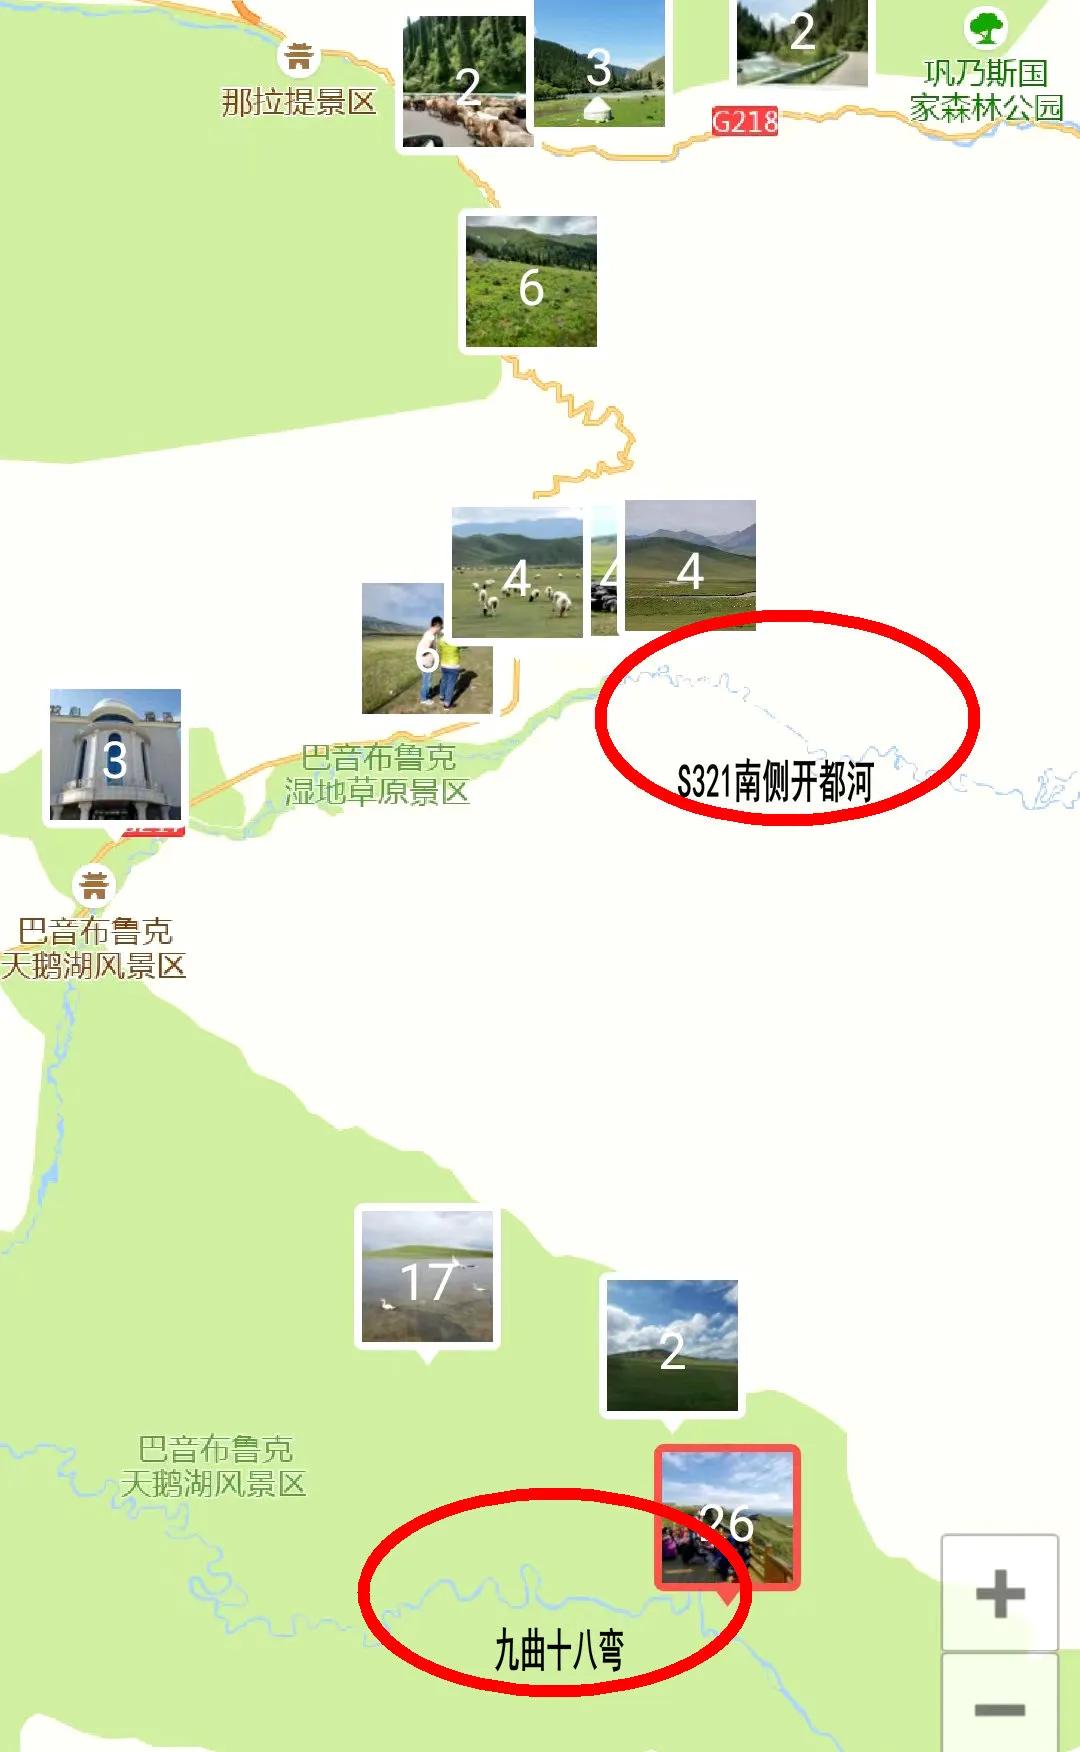 2
3
2
那拉提景区
巩乃斯国
家森林公园
G218
6
4
4
4
6
3
巴音布鲁克
湿地草原景区
S321南侧开都河
巴音布鲁克
天鹅湖风景区
17
2
巴音布鲁克
天鹅湖风景区
26
九曲十八弯
+
−